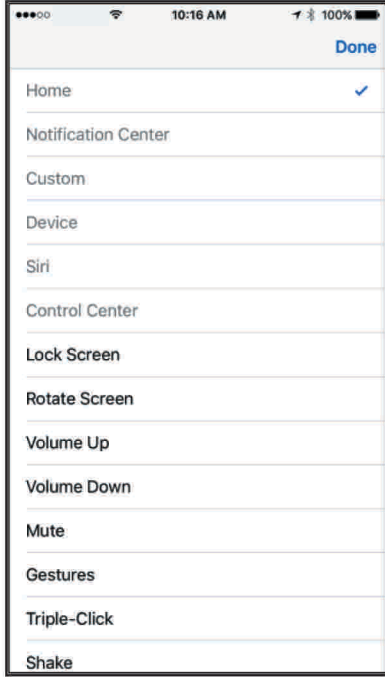 10:16 AM 100%
Done
Home
Notification Center
Custom
Device
Siri
Control Center
Lock Screen
Rotate Screen
Volume Up
Volume Down
Mute
Gestures
Triple-Click
Shake